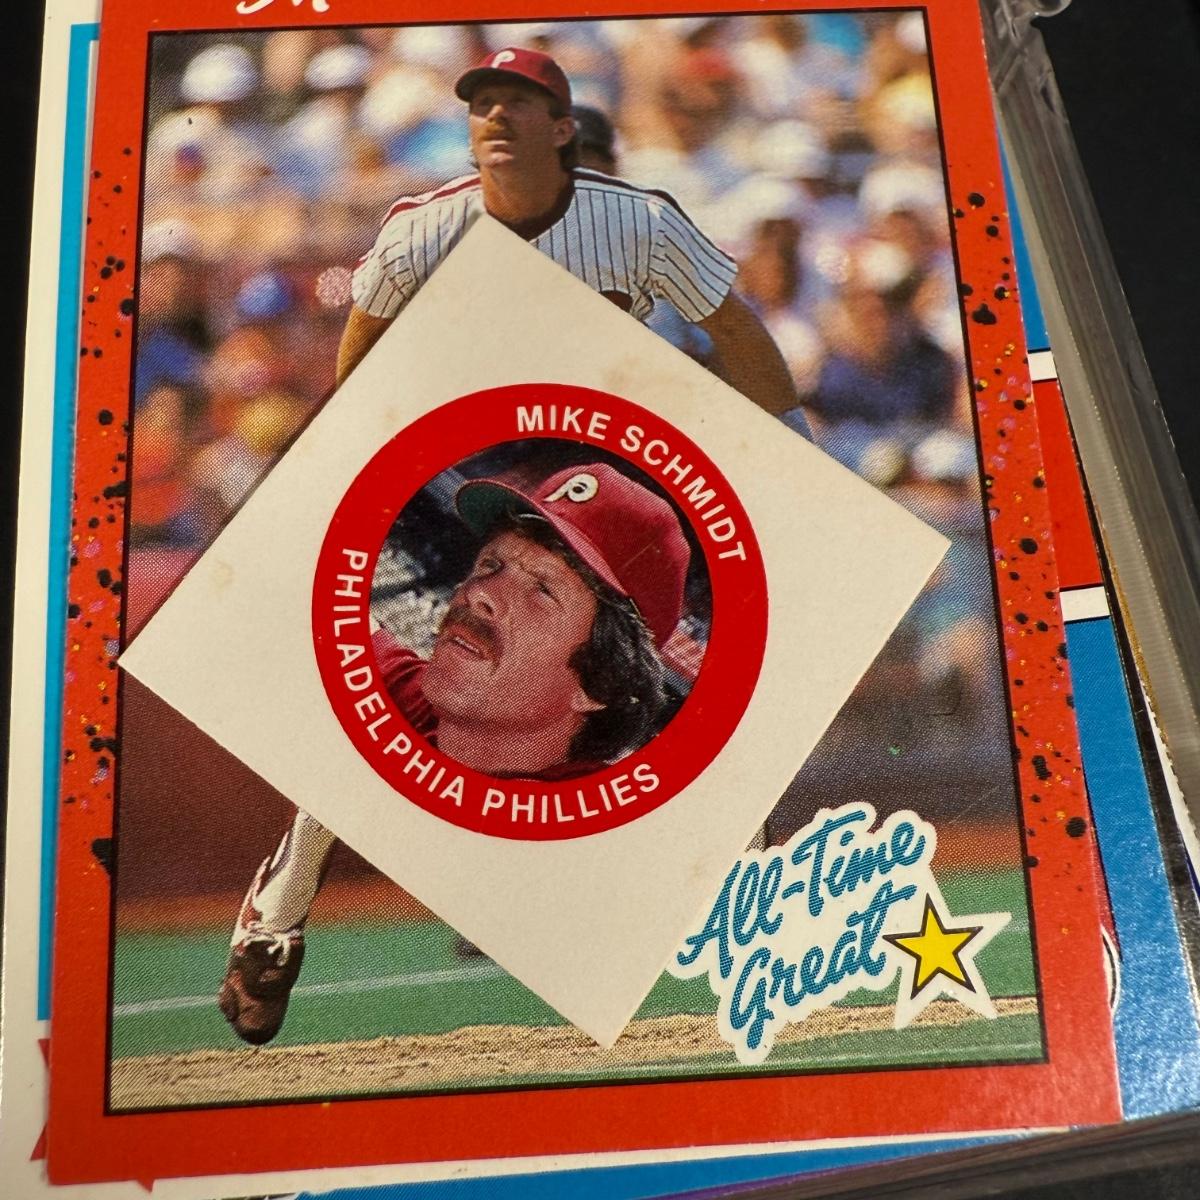 P
MIKE SCHMIDT
P
PHILADELPHIA PHILLIES
All-Time
Great